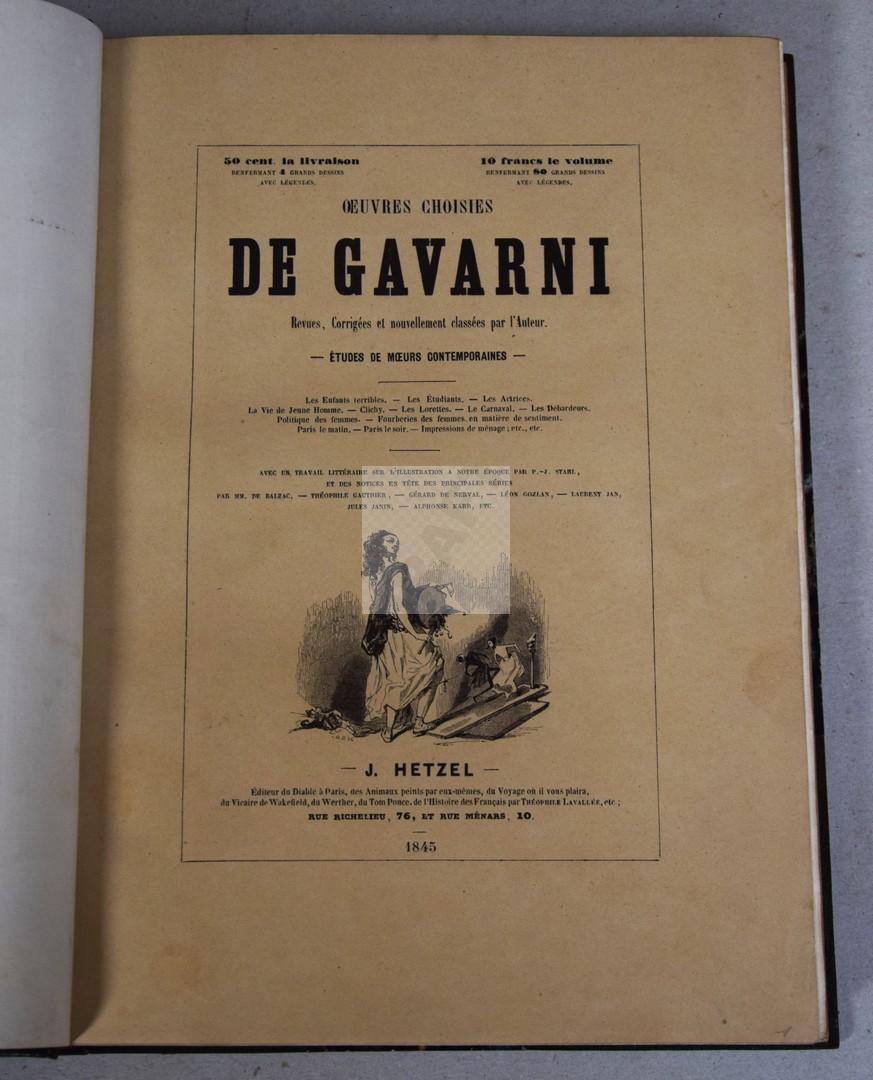 50 cent. la livraison
RENFERMANT 4 GRANDS DESSINS
AVEC LÉGENDES.
10 francs le volume
RENFERMANT 80 GRANDS DESSINS
AVEC LÉGENDES.
ŒUVRES CHOISIES
DE GAVARNI
Revues, Corrigées et nouvellement classées par l'Auteur.
— ÉTUDES DE MŒURS CONTEMPORAINES —
Les Enfants terribles. — Les Étudiants. — Les Actrices.
La Vie de Jeune Homme. — Clichy. — Les Lorettes. — Le Carnaval. — Les Débardeurs.
Politique des femmes. — Fourberies des femmes en matière de sentiment.
Paris le matin. — Paris le soir. — Impressions de ménage; etc., etc.
AVEC UN TRAVAIL LITTÉRAIRE SUR L'ILLUSTRATION A NOTRE ÉPOQUE PAR P.-J. STAHL,
ET DES NOTICES EN TÊTE DES PRINCIPALES SÉRIES
PAR MM. DE BALZAC, — THÉOPHILE GAUTHIER, — GÉRARD DE NERVAL, — LÉON GOZLAN, — LAURENT JAN,
JULES JANIN, — ALPHONSE KARR, ETC.
— J. HETZEL —
Éditeur du Diable à Paris, des Animaux peints par eux-mêmes, du Voyage où il vous plaira,
du Vicaire de Wakefield, du Werther, du Tom Pouce, de l'Histoire des Français par THÉOPHILE LAVALLÉE, etc;
RUE RICHELIEU, 76, ET RUE MÉNARS, 10.
1845